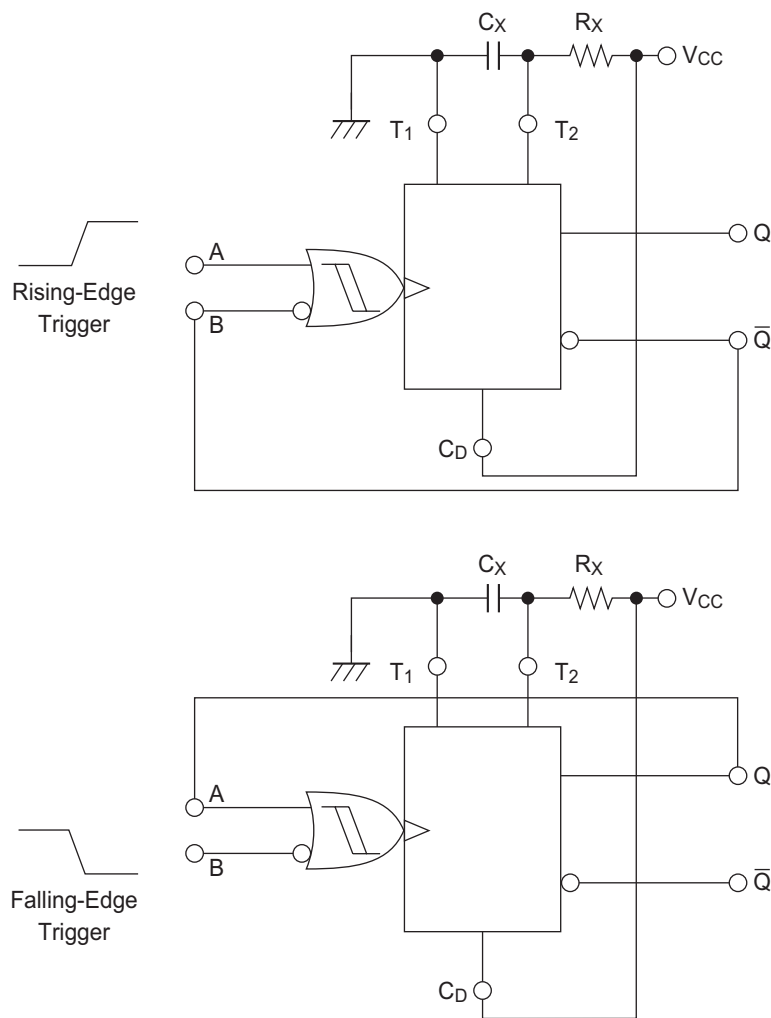 CX
RX
VCC
T1
T2
A
Q
Rising-Edge
Trigger
B
Q̅
CD
CX
RX
VCC
T1
T2
A
Q
B
Q̅
Falling-Edge
Trigger
CD